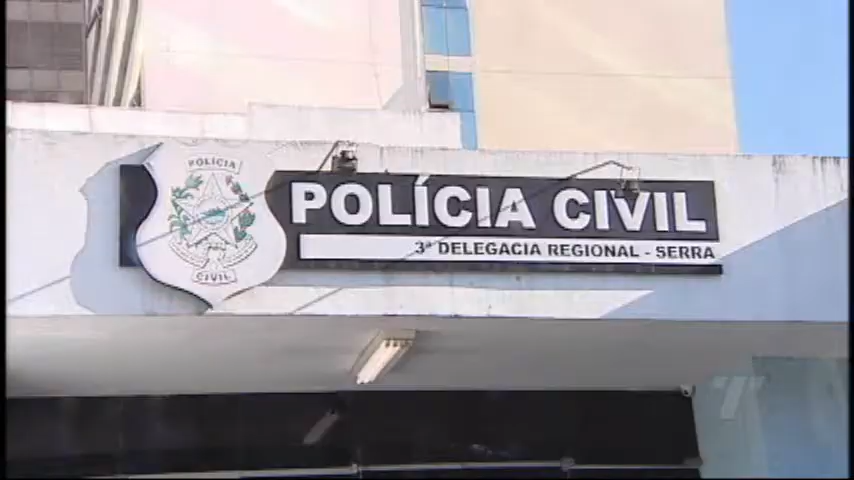 POLÍCIA
CIVIL
POLÍCIA CIVIL
3ª DELEGACIA REGIONAL - SERRA